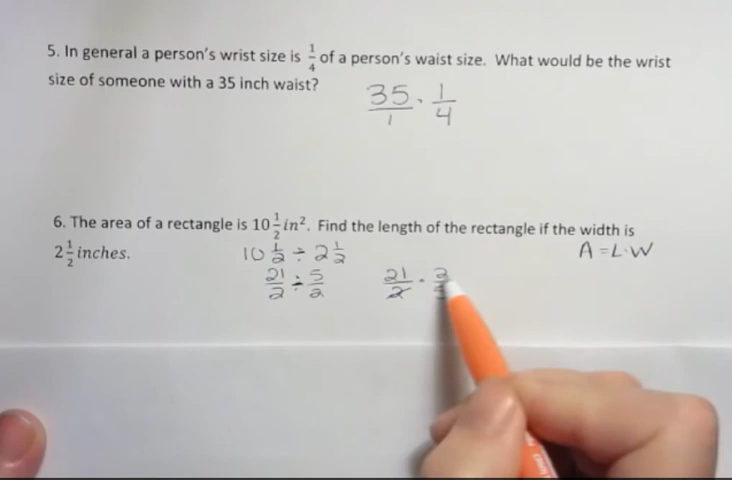 5. In general a person's wrist size is 1/4 of a person's waist size. What would be the wrist
size of someone with a 35 inch waist?
35/1 · 1/4
6. The area of a rectangle is 10 1/2 in². Find the length of the rectangle if the width is
2 1/2 inches.
10 1/2 ÷ 2 1/2
A = L·W
21/2 ÷ 5/2
21/2 · 2